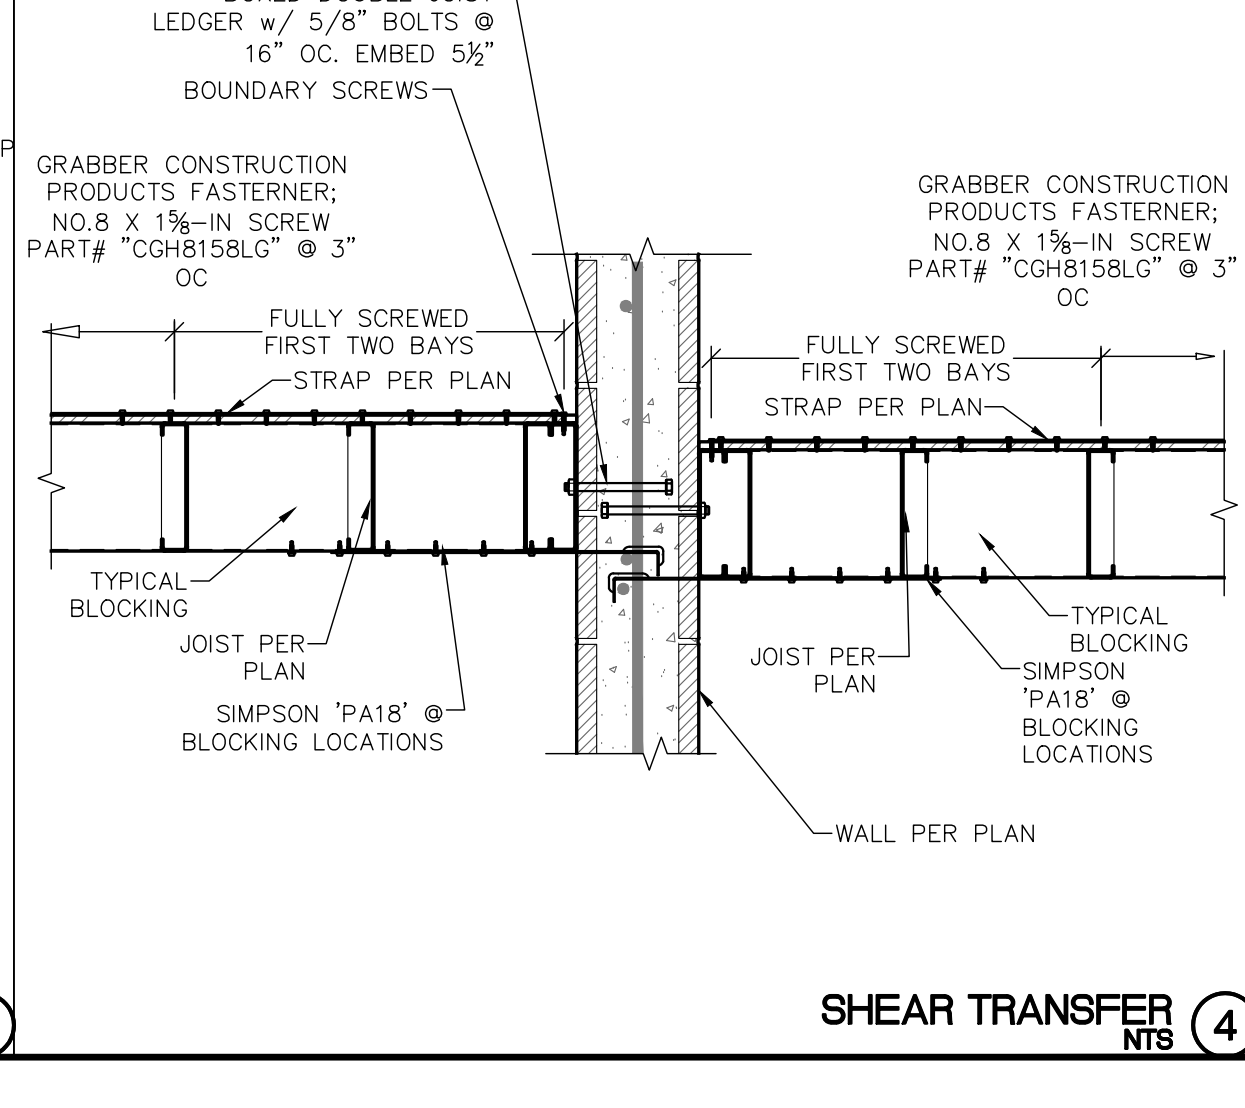 LEDGER w/ 5/8" BOLTS @
16" OC. EMBED 5½"
BOUNDARY SCREWS
P
GRABBER CONSTRUCTION
PRODUCTS FASTERNER;
NO.8 X 1⅝-IN SCREW
PART# "CGH8158LG" @ 3"
OC
GRABBER CONSTRUCTION
PRODUCTS FASTERNER;
NO.8 X 1⅝-IN SCREW
PART# "CGH8158LG" @ 3"
OC
FULLY SCREWED
FIRST TWO BAYS
STRAP PER PLAN
FULLY SCREWED
FIRST TWO BAYS
STRAP PER PLAN
TYPICAL
BLOCKING
JOIST PER
PLAN
SIMPSON 'PA18' @
BLOCKING LOCATIONS
JOIST PER
PLAN
TYPICAL
BLOCKING
SIMPSON
'PA18' @
BLOCKING
LOCATIONS
WALL PER PLAN
SHEAR TRANSFER
NTS
4